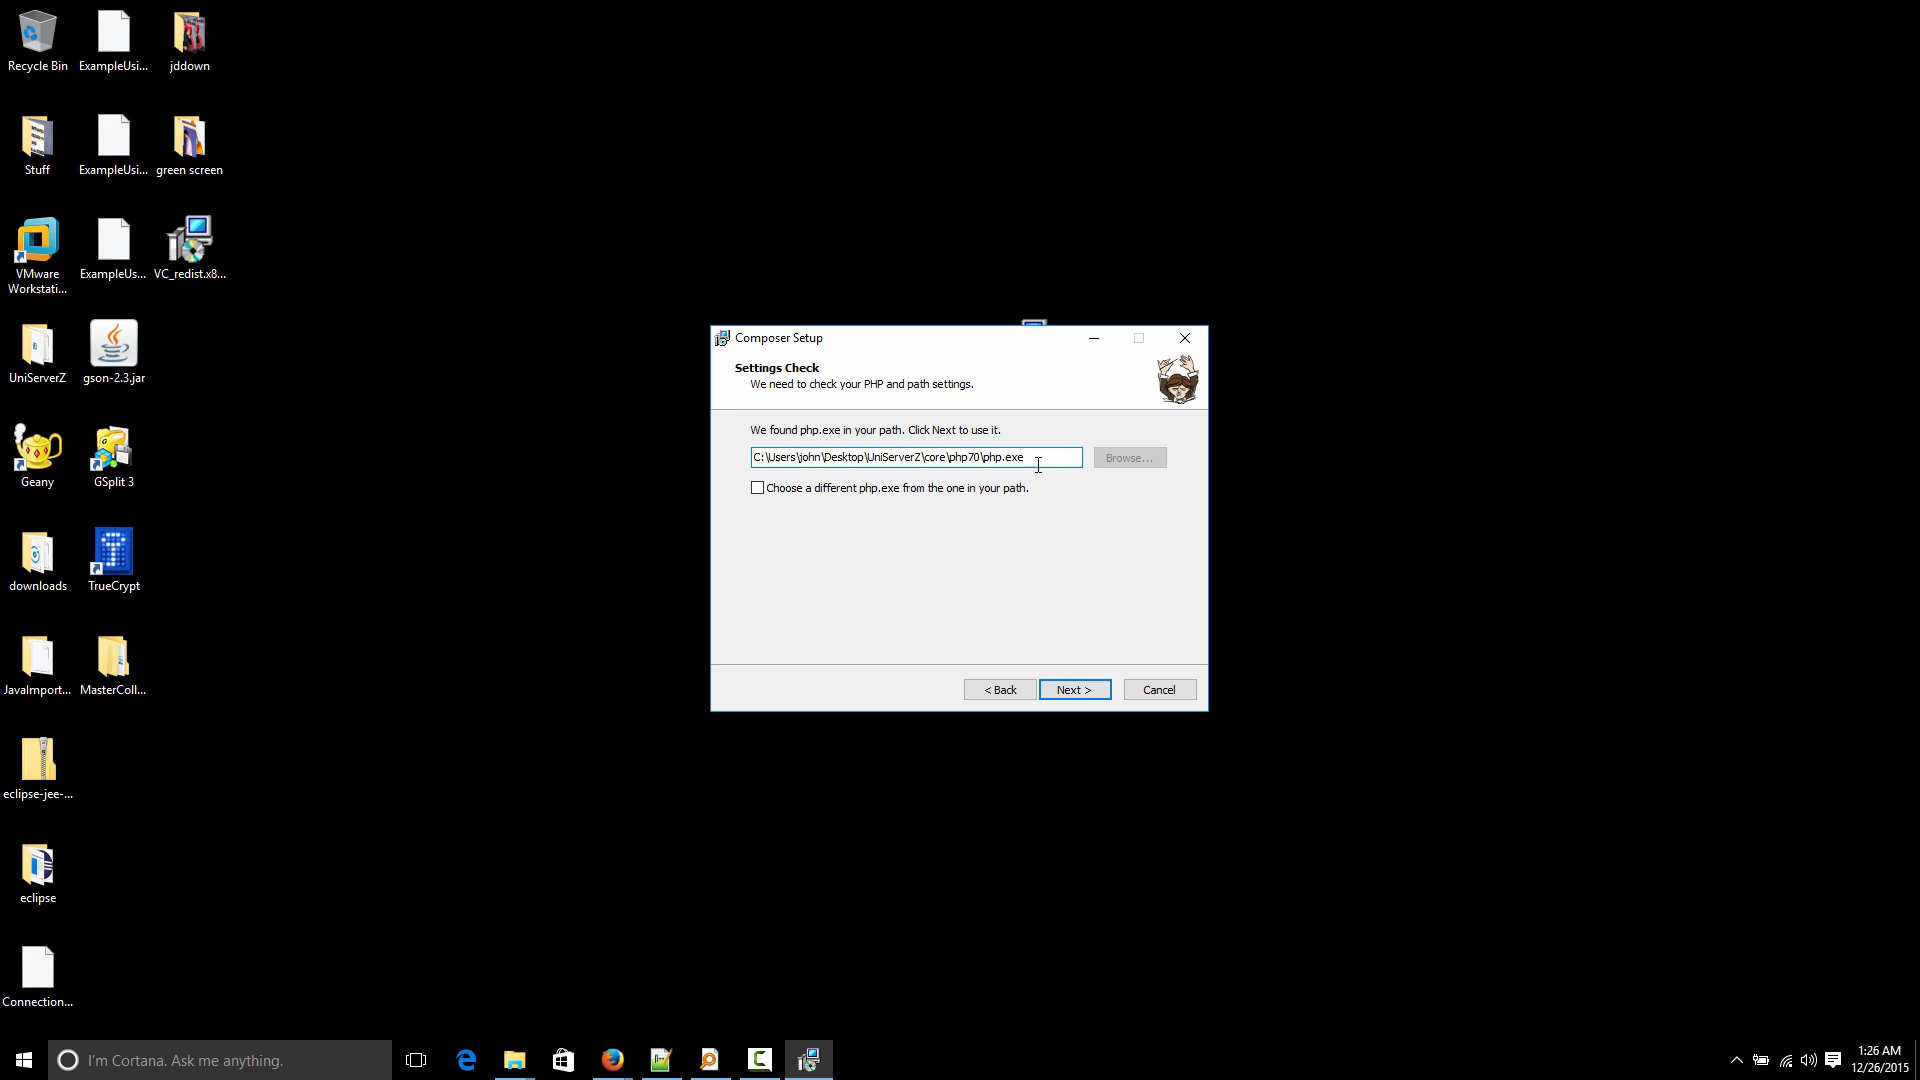 Recycle Bin
ExampleUsi...
jddown
Stuff
ExampleUsi...
green screen
VMware
Workstati...
ExampleUs...
VC_redist.x8...
UniServerZ
gson-2.3.jar
Geany
GSplit 3
downloads
TrueCrypt
JavaImport...
MasterColl...
eclipse-jee-...
eclipse
Connection...
Composer Setup
Settings Check
We need to check your PHP and path settings.
We found php.exe in your path. Click Next to use it.
C:\Users\john\Desktop\UniServerZ\core\php70\php.exe
Browse...
Choose a different php.exe from the one in your path.
< Back
Next >
Cancel
I'm Cortana. Ask me anything.
1:26 AM
12/26/2015